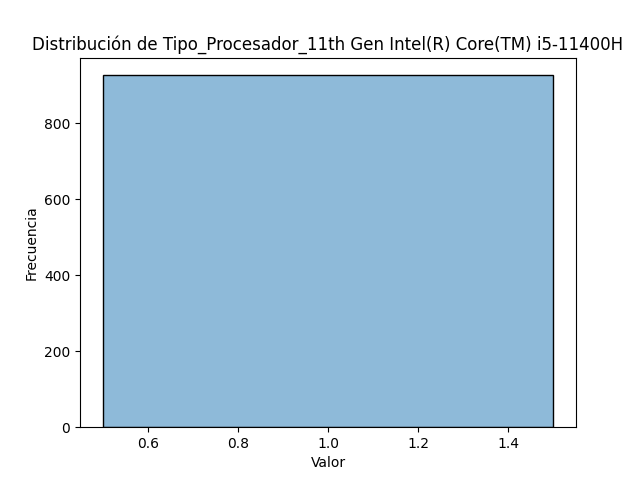 Distribución de Tipo_Procesador_11th Gen Intel(R) Core(TM) i5-11400H
Frecuencia
800
600
400
200
0
0.6 0.8 1.0 1.2 1.4
Valor